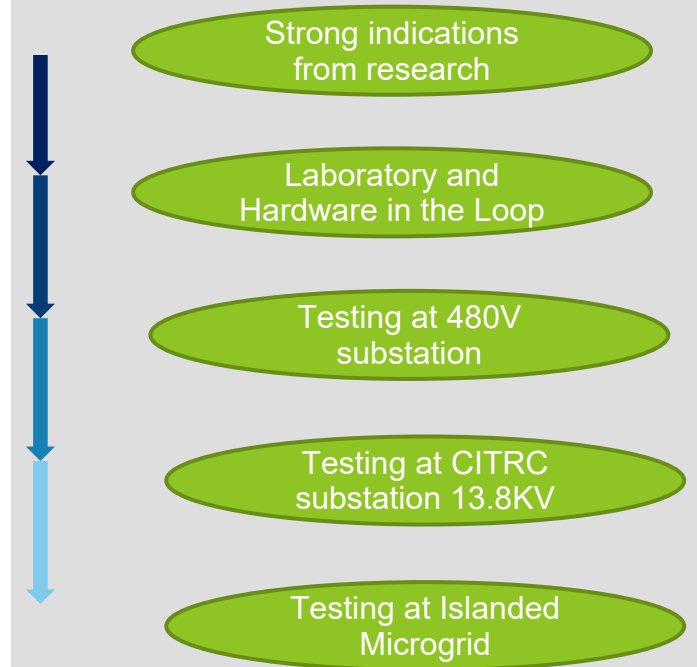 Strong indications
from research
Laboratory and
Hardware in the Loop
Testing at 480V
substation
Testing at CITRC
substation 13.8KV
Testing at Islanded
Microgrid